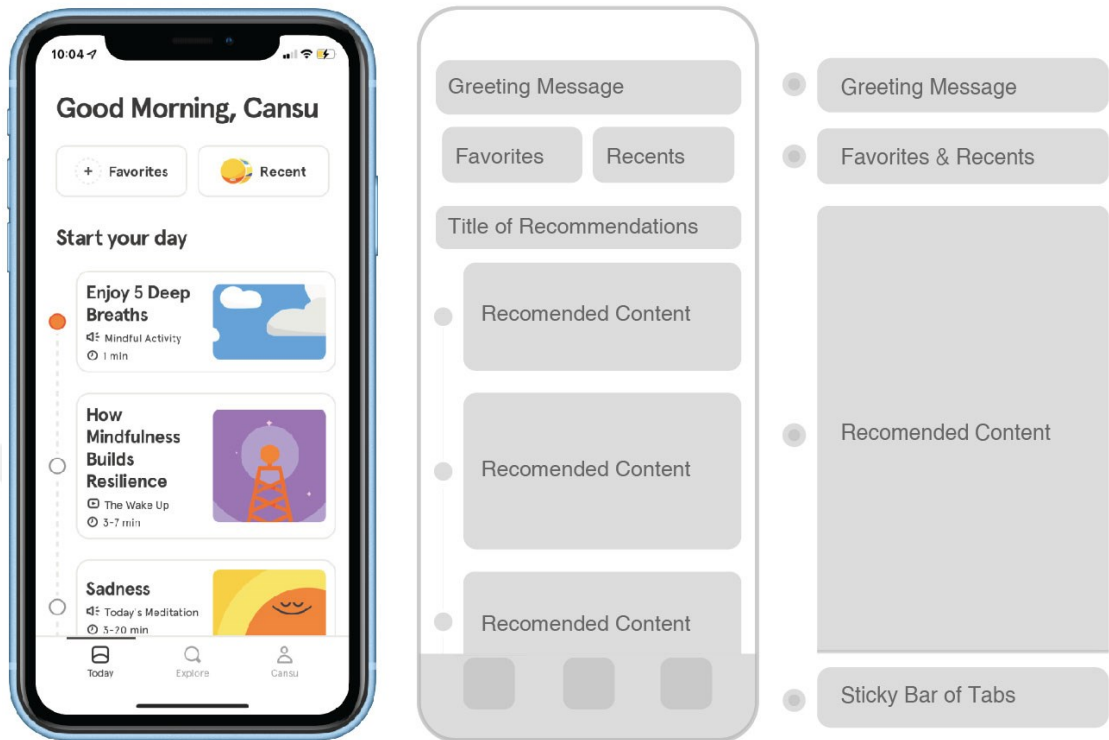 10:04
Good Morning, Cansu
+ Favorites
Recent
Start your day
Enjoy 5 Deep
Breaths
Mindful Activity
1 min
How
Mindfulness
Builds
Resilience
The Wake Up
3-7 min
Sadness
Today's Meditation
3-20 min
Today
Explore
Cansu
Greeting Message
Favorites
Recents
Title of Recommendations
Recomended Content
Recomended Content
Recomended Content
Greeting Message
Favorites & Recents
Recomended Content
Sticky Bar of Tabs